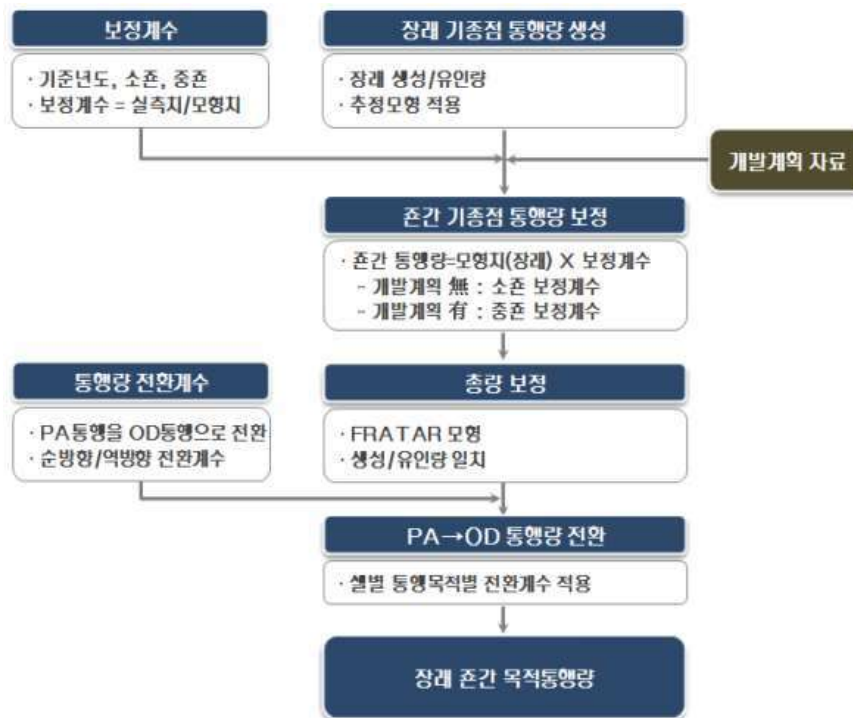 보정계수
· 기준년도, 소죤, 중죤
· 보정계수 = 실측치/모형치
장래 기종점 통행량 생성
· 장래 생성/유인량
· 추정모형 적용
개발계획 자료
죤간 기종점 통행량 보정
· 죤간 통행량=모형치(장래) X 보정계수
- 개발계획 無 : 소죤 보정계수
- 개발계획 有 : 중죤 보정계수
통행량 전환계수
· PA통행을 OD통행으로 전환
· 순방향/역방향 전환계수
총량 보정
· FRATAR 모형
· 생성/유인량 일치
PA→OD 통행량 전환
· 셀별 통행목적별 전환계수 적용
장래 죤간 목적통행량